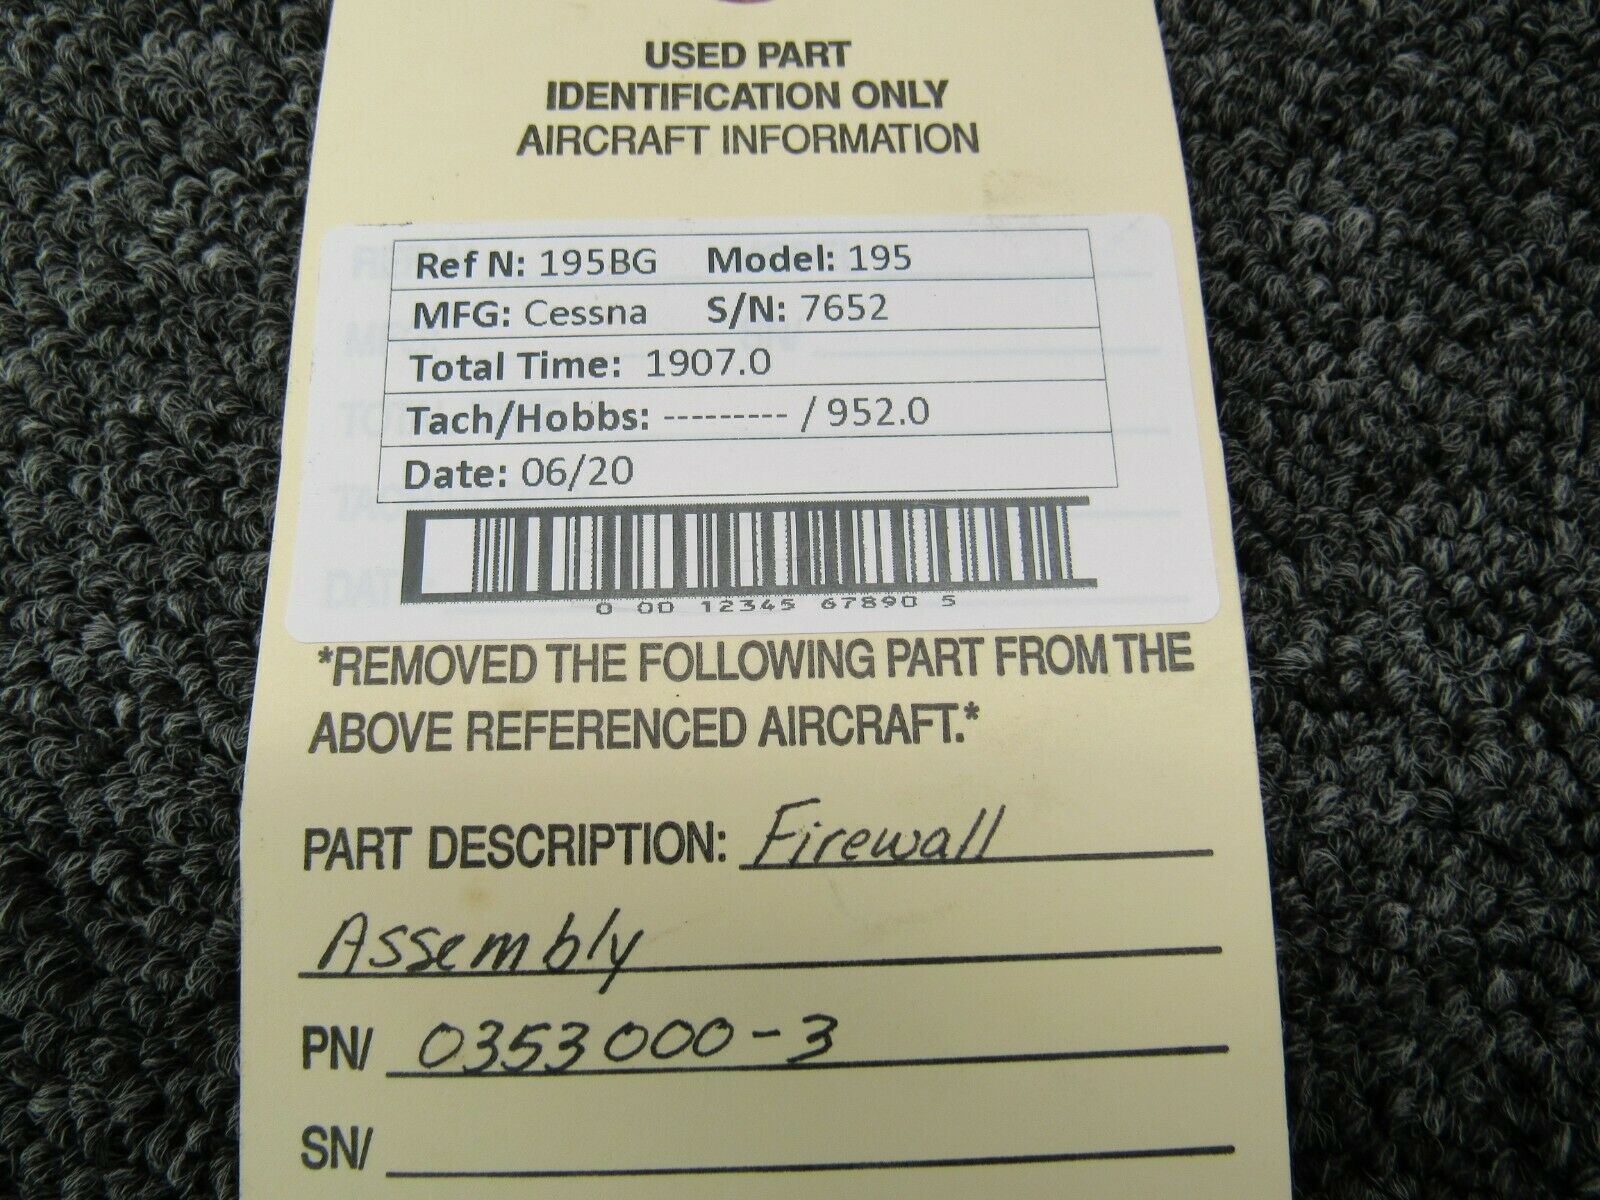 USED PART
IDENTIFICATION ONLY
AIRCRAFT INFORMATION
Ref N: 195BG Model: 195
MFG: Cessna S/N: 7652
Total Time: 1907.0
Tach/Hobbs: --------- / 952.0
Date: 06/20
0 00 12345 67890 5
*REMOVED THE FOLLOWING PART FROM THE
ABOVE REFERENCED AIRCRAFT.*
PART DESCRIPTION: Firewall
Assembly
PN/ 0353000-3
SN/